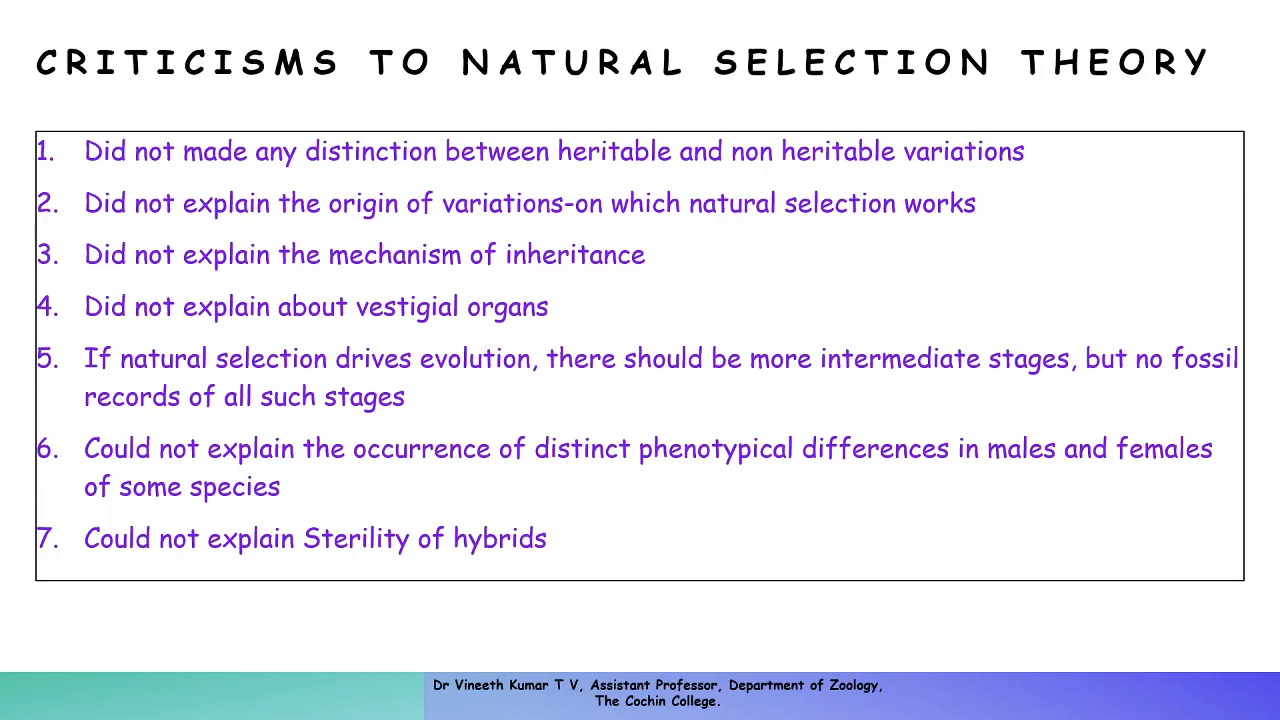 CRITICISMS TO NATURAL SELECTION THEORY
1. Did not made any distinction between heritable and non heritable variations
2. Did not explain the origin of variations-on which natural selection works
3. Did not explain the mechanism of inheritance
4. Did not explain about vestigial organs
5. If natural selection drives evolution, there should be more intermediate stages, but no fossil
records of all such stages
6. Could not explain the occurrence of distinct phenotypical differences in males and females
of some species
7. Could not explain Sterility of hybrids
Dr Vineeth Kumar T V, Assistant Professor, Department of Zoology,
The Cochin College.